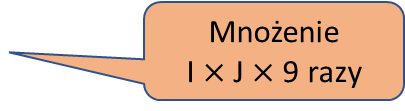 Mnożenie
I × J × 9 razy